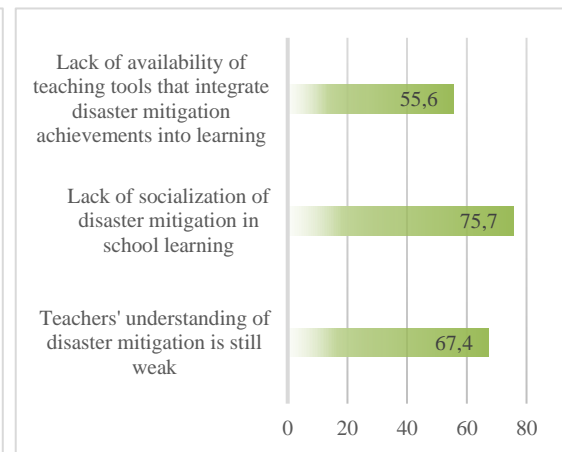 Lack of availability of
teaching tools that integrate
disaster mitigation
achievements into learning
55,6
Lack of socialization of
disaster mitigation in
school learning
75,7
Teachers' understanding of
disaster mitigation is still
weak
67,4
0 20 40 60 80